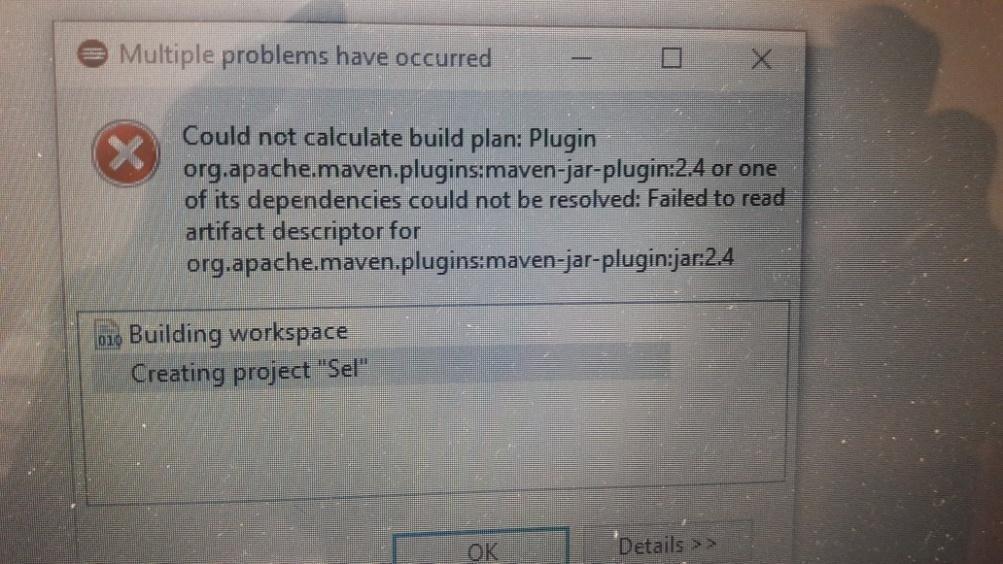 Multiple problems have occurred
Could not calculate build plan: Plugin
org.apache.maven.plugins:maven-jar-plugin:2.4 or one
of its dependencies could not be resolved: Failed to read
artifact descriptor for
org.apache.maven.plugins:maven-jar-plugin:jar:2.4
010
Building workspace
Creating project "Sel"
OK
Details >>